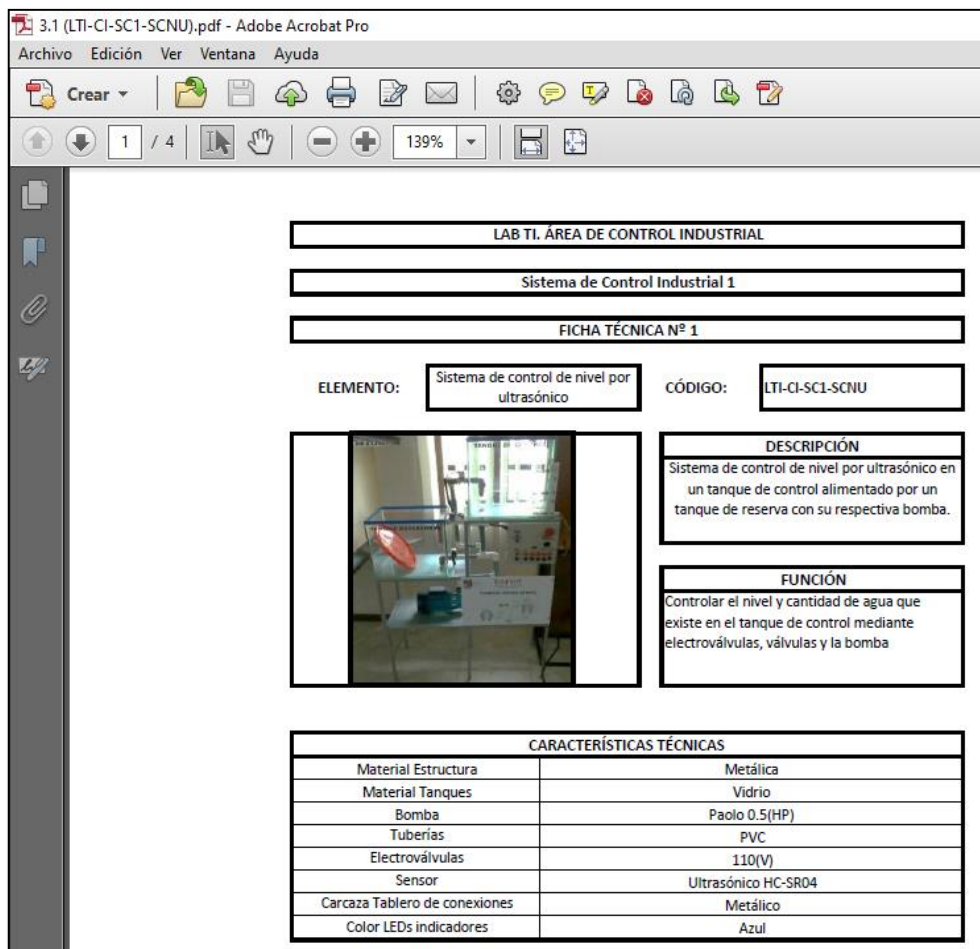 3.1 (LTI-CI-SC1-SCNU).pdf - Adobe Acrobat Pro
Archivo Edición Ver Ventana Ayuda
Crear
1 / 4 139%
LAB TI. ÁREA DE CONTROL INDUSTRIAL
Sistema de Control Industrial 1
FICHA TÉCNICA Nº 1
ELEMENTO:
Sistema de control de nivel por
ultrasónico
CÓDIGO:
LTI-CI-SC1-SCNU
DESCRIPCIÓN
Sistema de control de nivel por ultrasónico en
un tanque de control alimentado por un
tanque de reserva con su respectiva bomba.
FUNCIÓN
Controlar el nivel y cantidad de agua que
existe en el tanque de control mediante
electroválvulas, válvulas y la bomba
CARACTERÍSTICAS TÉCNICAS
Material Estructura Metálica
Material Tanques Vidrio
Bomba Paolo 0.5(HP)
Tuberías PVC
Electroválvulas 110(V)
Sensor Ultrasónico HC-SR04
Carcaza Tablero de conexiones Metálico
Color LEDs indicadores Azul